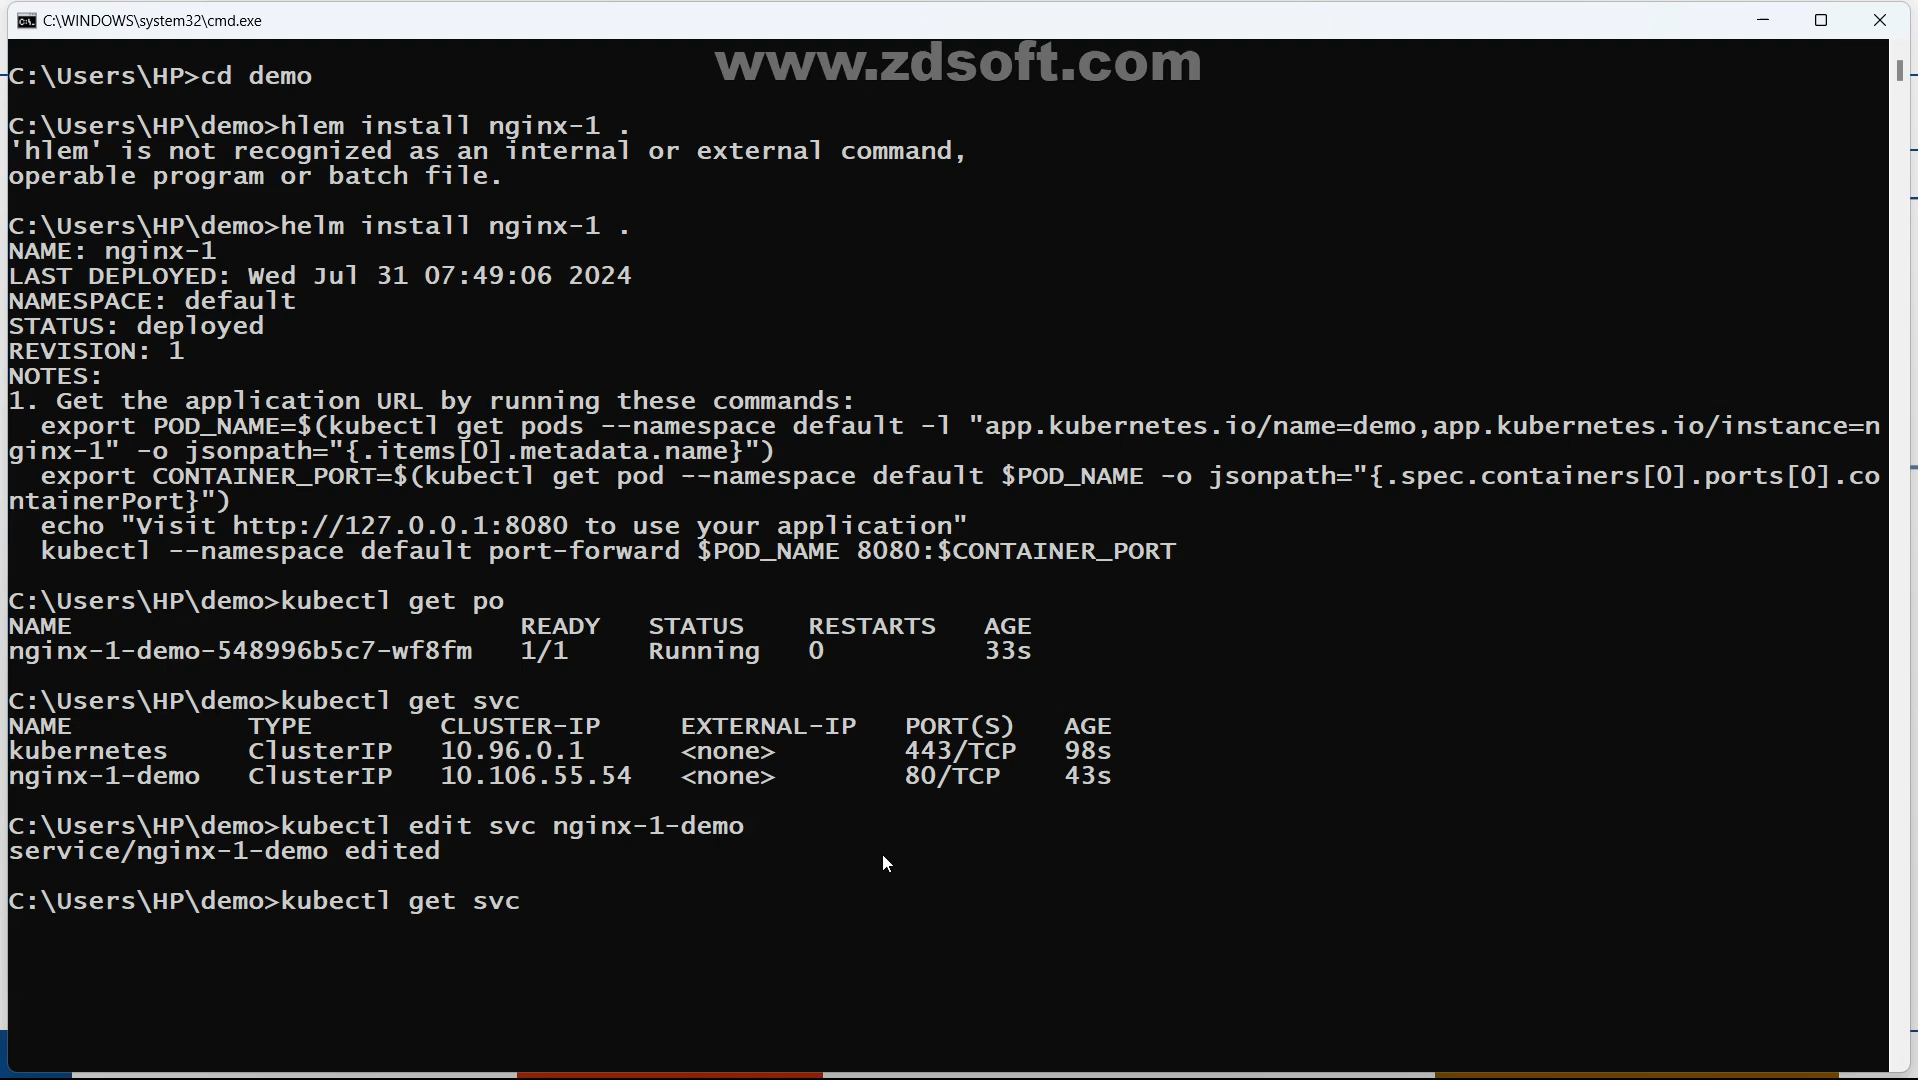 C:\WINDOWS\system32\cmd.exe
www.zdsoft.com
C:\Users\HP>cd demo
C:\Users\HP\demo>hlem install nginx-1 .
'hlem' is not recognized as an internal or external command,
operable program or batch file.
C:\Users\HP\demo>helm install nginx-1 .
NAME: nginx-1
LAST DEPLOYED: Wed Jul 31 07:49:06 2024
NAMESPACE: default
STATUS: deployed
REVISION: 1
NOTES:
1. Get the application URL by running these commands:
  export POD_NAME=$(kubectl get pods --namespace default -l "app.kubernetes.io/name=demo,app.kubernetes.io/instance=n
ginx-1" -o jsonpath="{.items[0].metadata.name}")
  export CONTAINER_PORT=$(kubectl get pod --namespace default $POD_NAME -o jsonpath="{.spec.containers[0].ports[0].co
ntainerPort}")
  echo "Visit http://127.0.0.1:8080 to use your application"
  kubectl --namespace default port-forward $POD_NAME 8080:$CONTAINER_PORT
C:\Users\HP\demo>kubectl get po
NAME                            READY   STATUS    RESTARTS   AGE
nginx-1-demo-548996b5c7-wf8fm   1/1     Running   0          33s
C:\Users\HP\demo>kubectl get svc
NAME           TYPE        CLUSTER-IP     EXTERNAL-IP   PORT(S)   AGE
kubernetes     ClusterIP   10.96.0.1      <none>        443/TCP   98s
nginx-1-demo   ClusterIP   10.106.55.54   <none>        80/TCP    43s
C:\Users\HP\demo>kubectl edit svc nginx-1-demo
service/nginx-1-demo edited
C:\Users\HP\demo>kubectl get svc